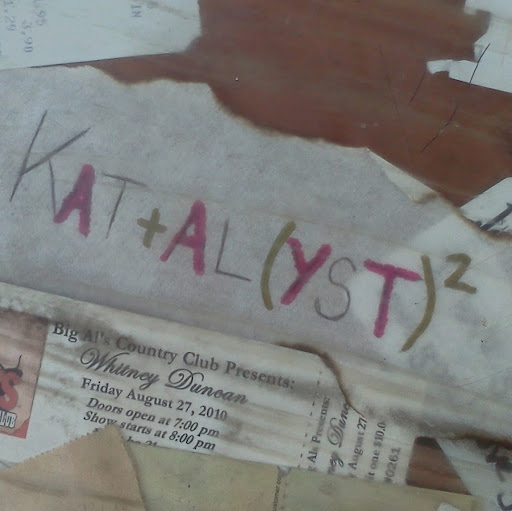 KAT+AL(YST)²
Big Al's Country Club Presents:
Whitney Duncan
Friday August 27, 2010
Doors open at 7:00 pm
Show starts at 8:00 pm